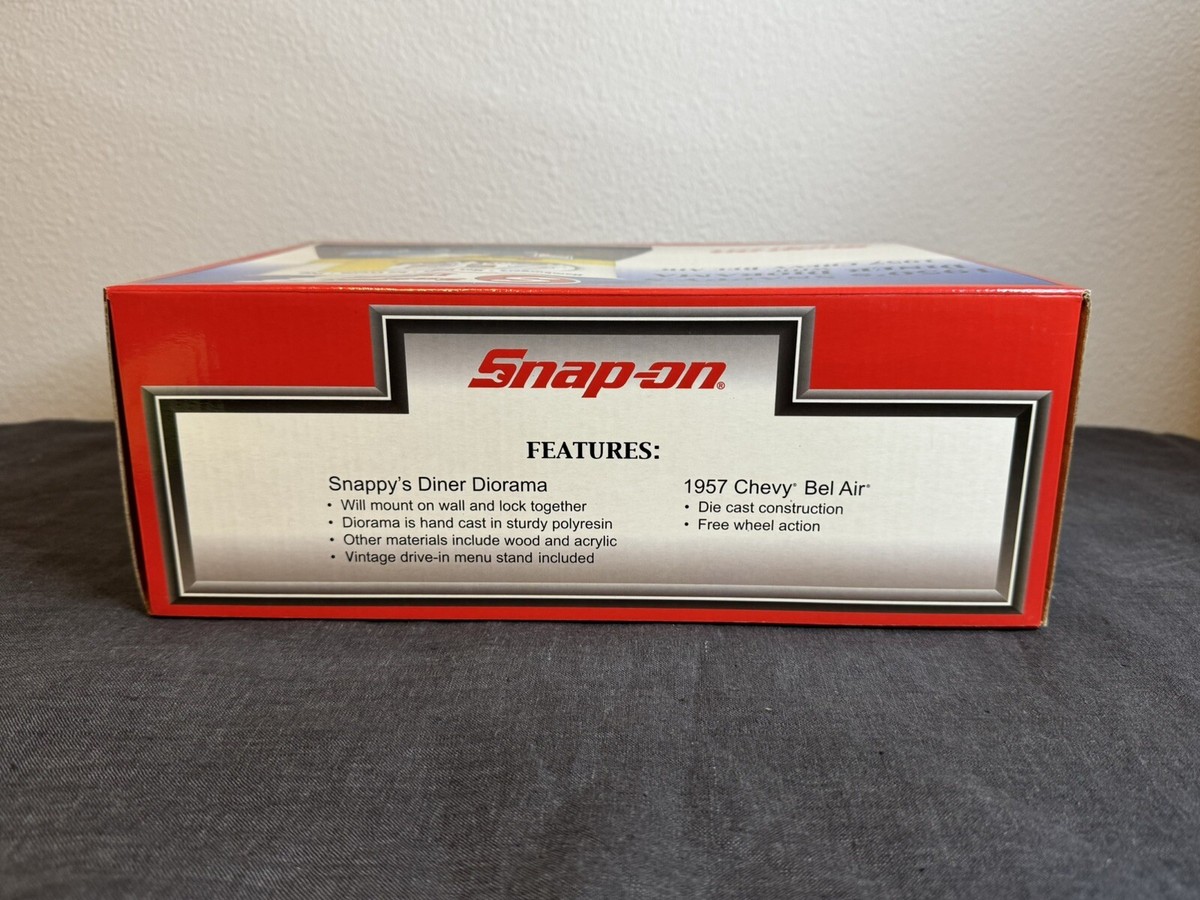 Snap-on®
FEATURES:
Snappy's Diner Diorama
• Will mount on wall and lock together
• Diorama is hand cast in sturdy polyresin
• Other materials include wood and acrylic
• Vintage drive-in menu stand included
1957 Chevy® Bel Air®
• Die cast construction
• Free wheel action